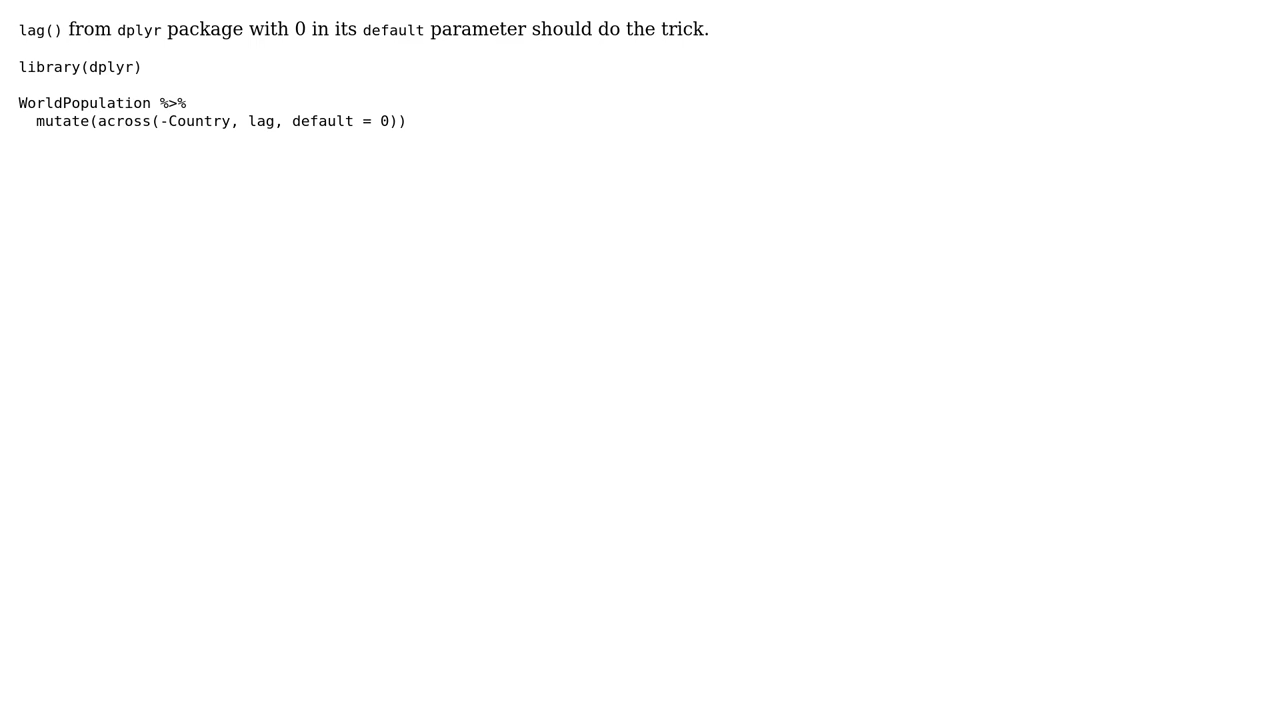 lag() from dplyr package with 0 in its default parameter should do the trick.
library(dplyr)
WorldPopulation %>%
  mutate(across(-Country, lag, default = 0))